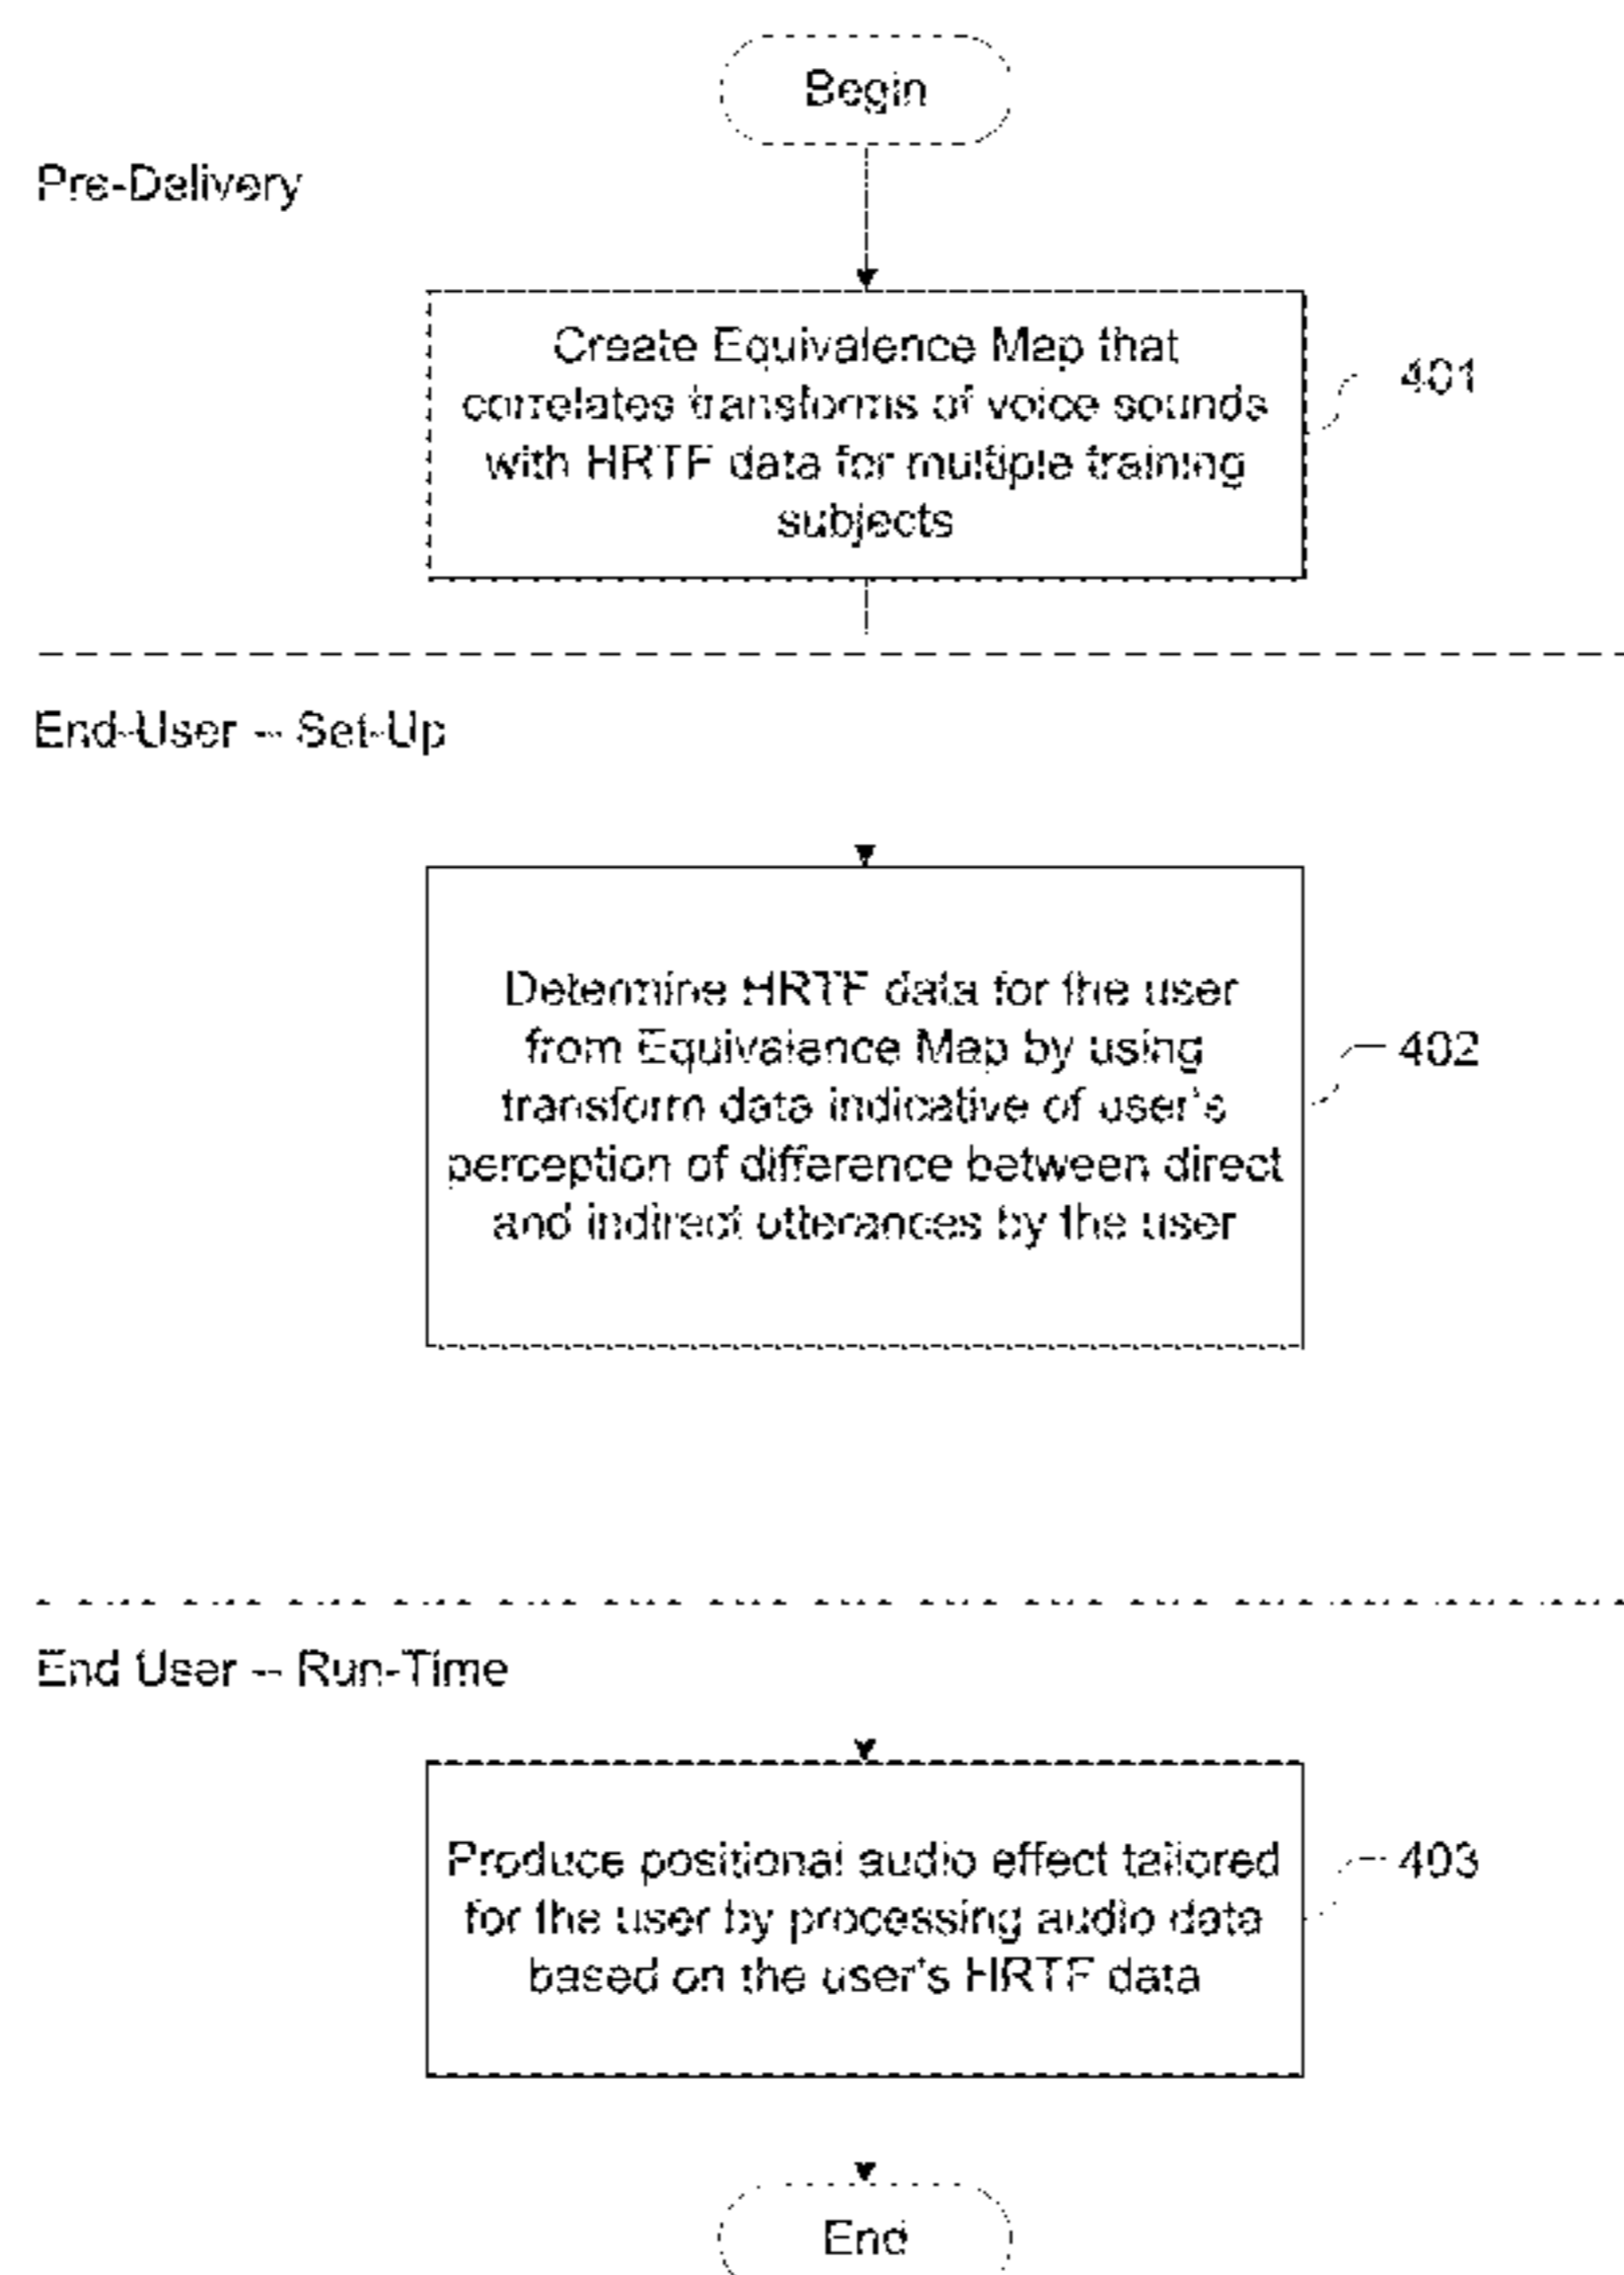 Begin
Pre-Delivery
Create Equivalence Map that
correlates transforms of voice sounds
with HRTF data for multiple training
subjects
401
End-User -- Set-Up
Determine HRTF data for the user
from Equivalence Map by using
transform data indicative of user's
perception of difference between direct
and indirect utterances by the user
402
End User -- Run-Time
Produce positional audio effect tailored
for the user by processing audio data
based on the user's HRTF data
403
End